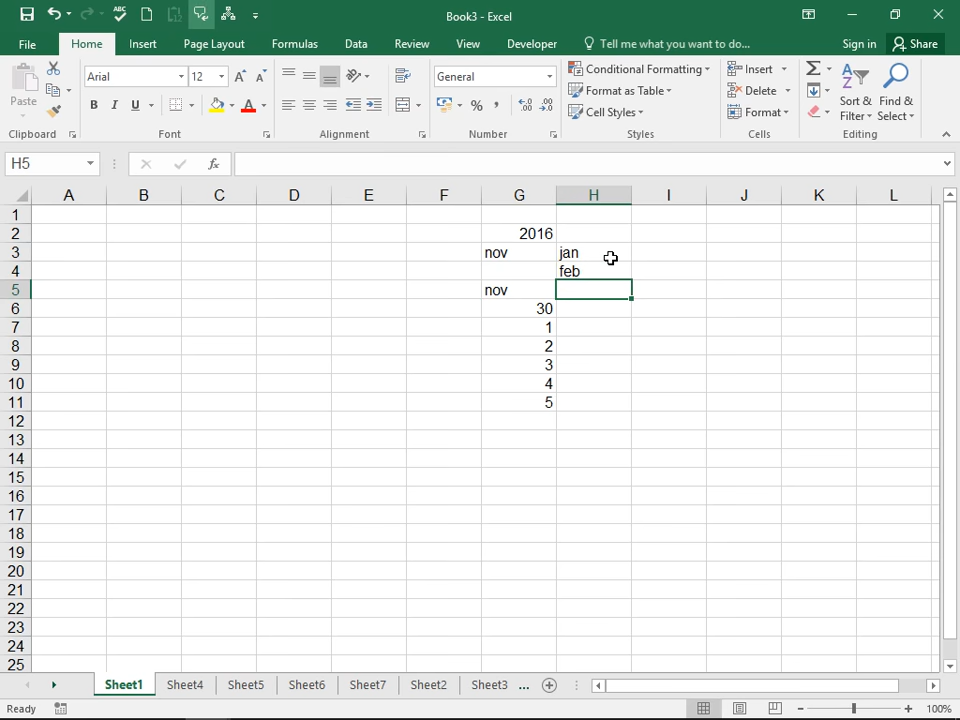 Book3 - Excel
File Home Insert Page Layout Formulas Data Review View Developer Tell me what you want to do... Sign in Share
Paste Arial 12 A A General Conditional Formatting Insert
B I U A % , Format as Table Delete Sort & Find &
Cell Styles Format Filter Select
Clipboard Font Alignment Number Styles Cells Editing
H5 fx
A B C D E F G H I J K L
1
2 2016
3 nov jan
4 feb
5 nov
6 30
7 1
8 2
9 3
10 4
11 5
12
13
14
15
16
17
18
19
20
21
22
23
24
25
Sheet1 Sheet4 Sheet5 Sheet6 Sheet7 Sheet2 Sheet3 ...
Ready 100%